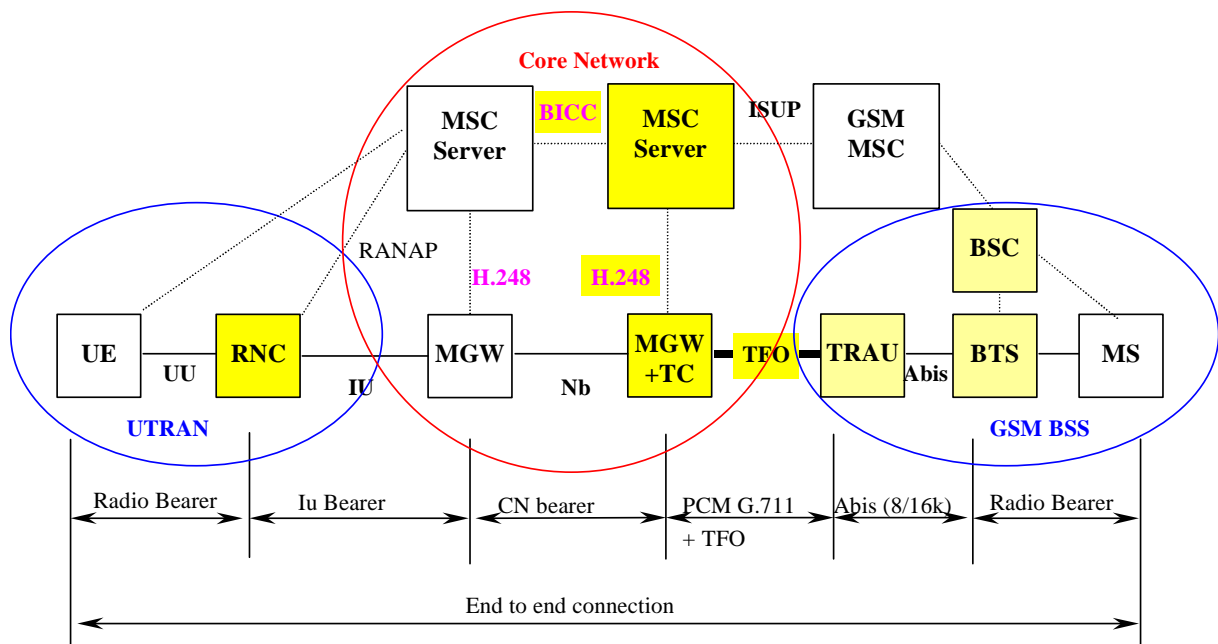 Core Network
MSC
Server
BICC
MSC
Server
ISUP
GSM
MSC
RANAP
H.248
H.248
BSC
UE
UU
RNC
IU
MGW
Nb
MGW
+TC
TFO
TRAU
Abis
BTS
MS
UTRAN
GSM BSS
Radio Bearer
Iu Bearer
CN bearer
PCM G.711
+ TFO
Abis (8/16k)
Radio Bearer
End to end connection